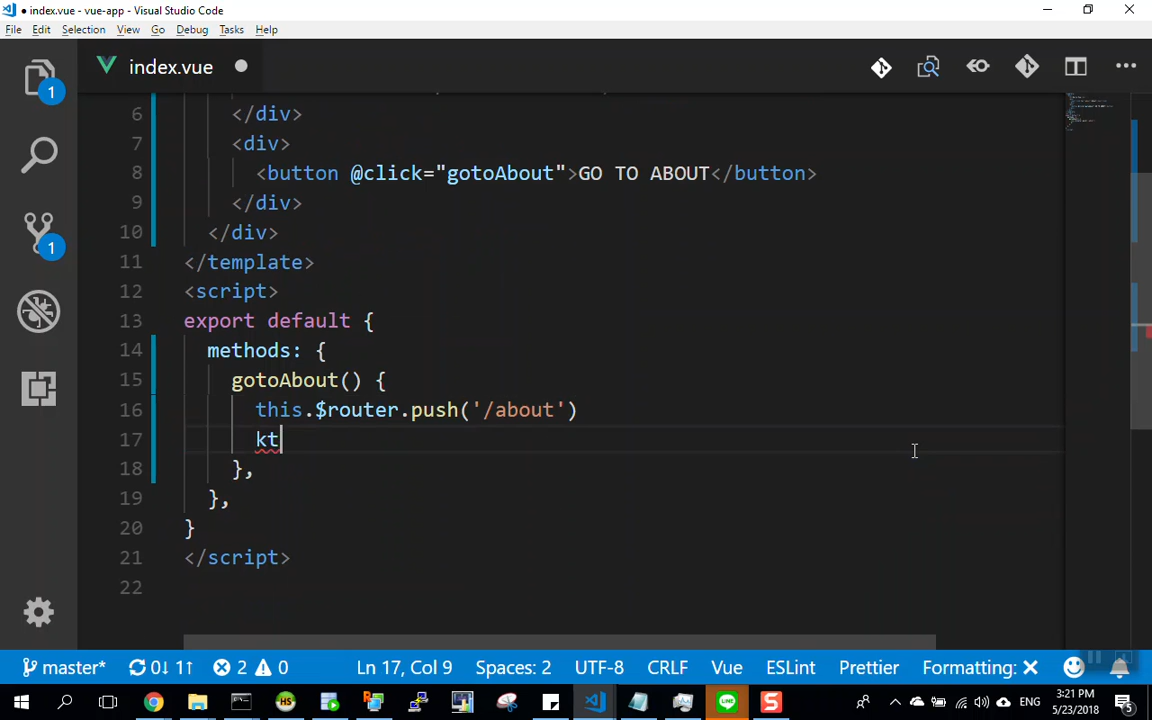 index.vue - vue-app - Visual Studio Code
File Edit Selection View Go Debug Tasks Help
index.vue
1
1
6 </div>
7 <div>
8 <button @click="gotoAbout">GO TO ABOUT</button>
9 </div>
10 </div>
11 </template>
12 <script>
13 export default {
14 methods: {
15 gotoAbout() {
16 this.$router.push('/about')
17 kt
18 },
19 },
20 }
21 </script>
22
master* 0↓ 1↑ 2 0 Ln 17, Col 9 Spaces: 2 UTF-8 CRLF Vue ESLint Prettier Formatting: ✕
ENG 3:21 PM
5/23/2018 5